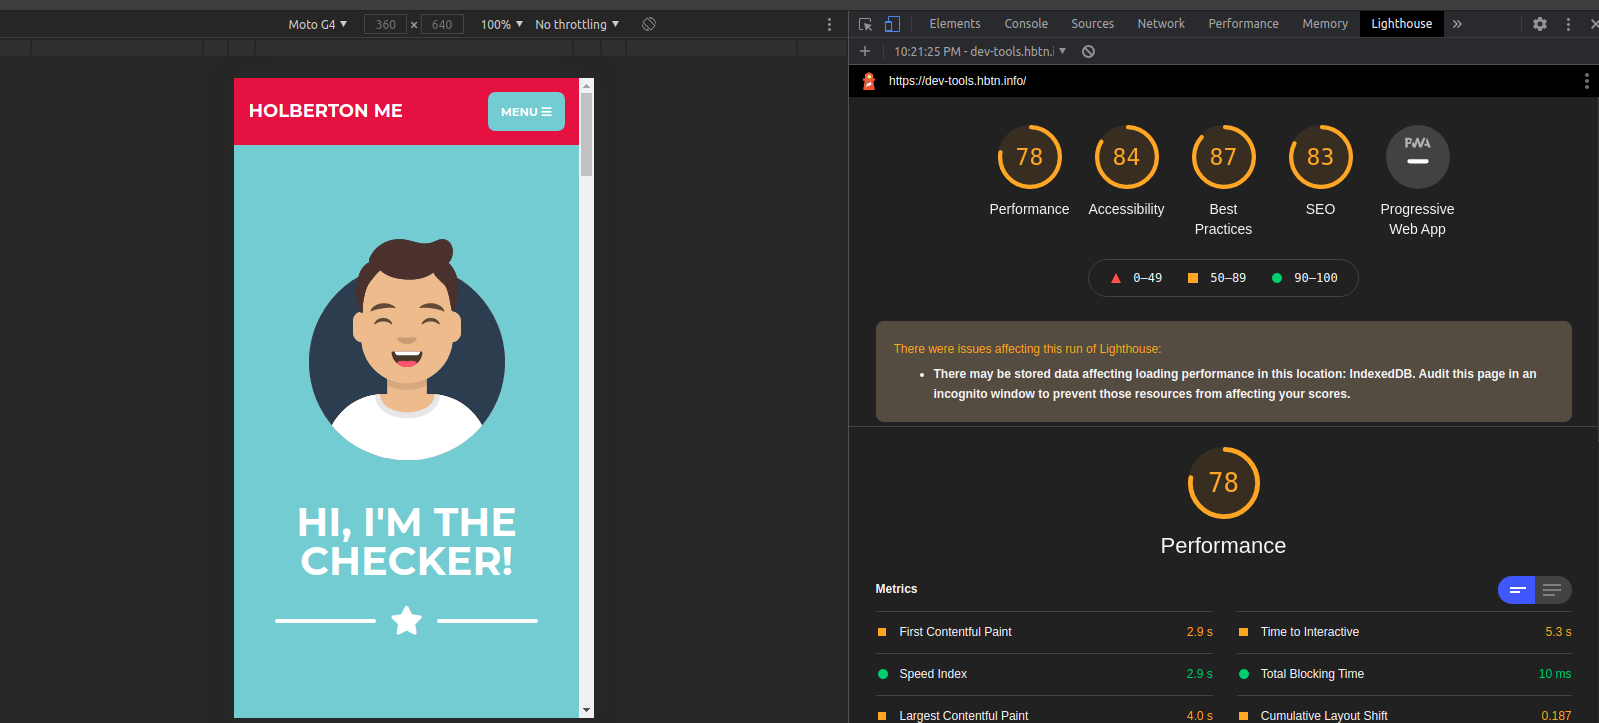 Moto G4 ▼ 360 × 640 100% ▼ No throttling ▼
Elements Console Sources Network Performance Memory Lighthouse »
+ 10:21:25 PM - dev-tools.hbtn.i ▼
https://dev-tools.hbtn.info/
HOLBERTON ME
MENU
HI, I'M THE
CHECKER!
78 84 87 83 PWA
Performance Accessibility Best SEO Progressive
Practices Web App
0–49 50–89 90–100
There were issues affecting this run of Lighthouse:
• There may be stored data affecting loading performance in this location: IndexedDB. Audit this page in an
incognito window to prevent those resources from affecting your scores.
78
Performance
Metrics
First Contentful Paint 2.9 s
Time to Interactive 5.3 s
Speed Index 2.9 s
Total Blocking Time 10 ms
Largest Contentful Paint 4.0 s
Cumulative Layout Shift 0.187